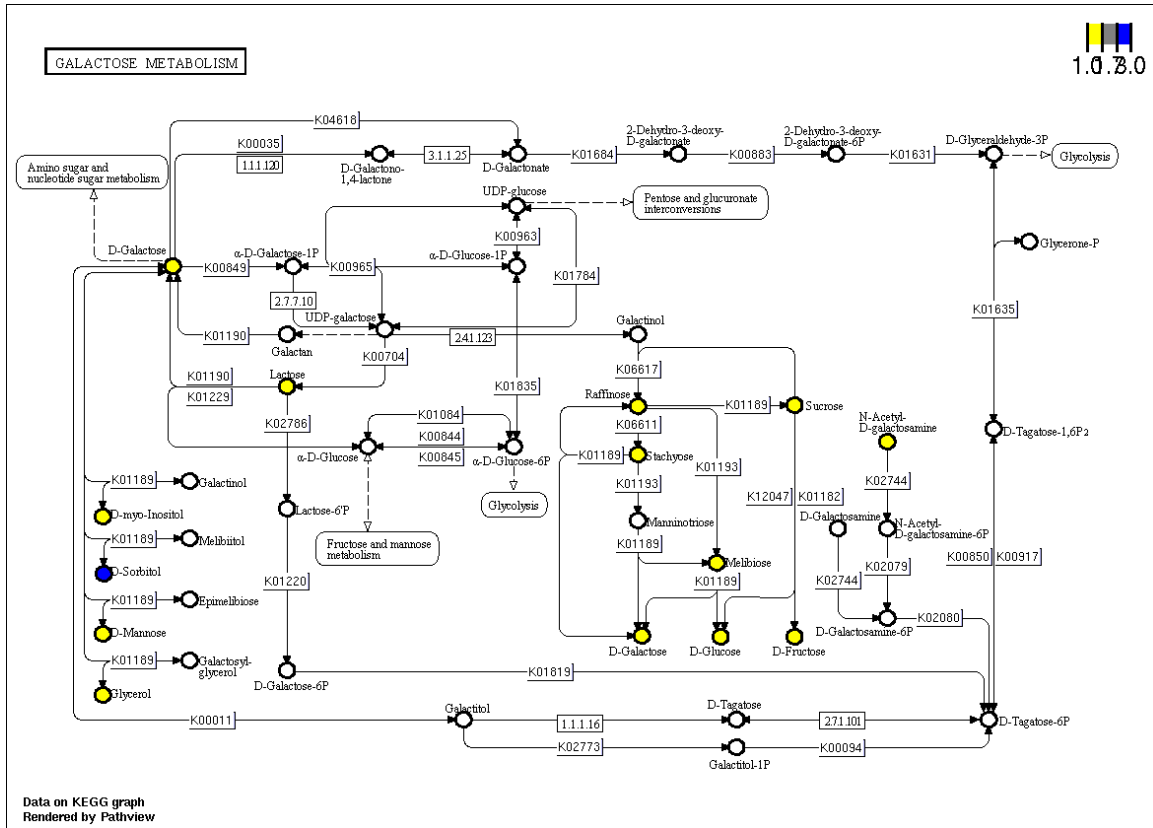 GALACTOSE METABOLISM
K04618
K00035
1.1.1.120
D-Galactono-
1,4-lactone
3.1.1.25
D-Galactonate
K01684
2-Dehydro-3-deoxy-
D-galactonate
K00883
2-Dehydro-3-deoxy-
D-galactonate-6P
K01631
D-Glyceraldehyde-3P
Glycolysis
Amino sugar and
nucleotide sugar metabolism
UDP-glucose
Pentose and glucuronate
interconversions
K00963
D-Galactose
K00849
α-D-Galactose-1P
K00965
α-D-Glucose-1P
K01784
Glycerone-P
2.7.7.10
UDP-galactose
K01635
K01190
Galactan
2.4.1.123
Galactinol
K00704
K01190
K01229
Lactose
K01835
K06617
Raffinose
K01189
Sucrose
K02786
K01084
K00844
K00845
α-D-Glucose
α-D-Glucose-6P
K06611
K01189
Stachyose
K01193
K01193
N-Acetyl-
D-galactosamine
D-Tagatose-1,6P2
K02744
K01189
Galactinol
D-myo-Inositol
Lactose-6'P
Glycolysis
Manninotriose
K12047
K01182
D-Galactosamine
N-Acetyl-
D-galactosamine-6P
K01189
Melibiitol
D-Sorbitol
Fructose and mannose
metabolism
K01189
Melibiose
K01189
K00850
K00917
K02744
K02079
K01220
K01189
Epimelibiose
D-Mannose
D-Galactose
D-Glucose
D-Fructose
D-Galactosamine-6P
K02080
K01189
Galactosyl-
glycerol
Glycerol
D-Galactose-6P
K01819
K00011
Galactitol
1.1.1.16
D-Tagatose
2.7.1.101
D-Tagatose-6P
K02773
Galactitol-1P
K00094
Data on KEGG graph
Rendered by Pathview